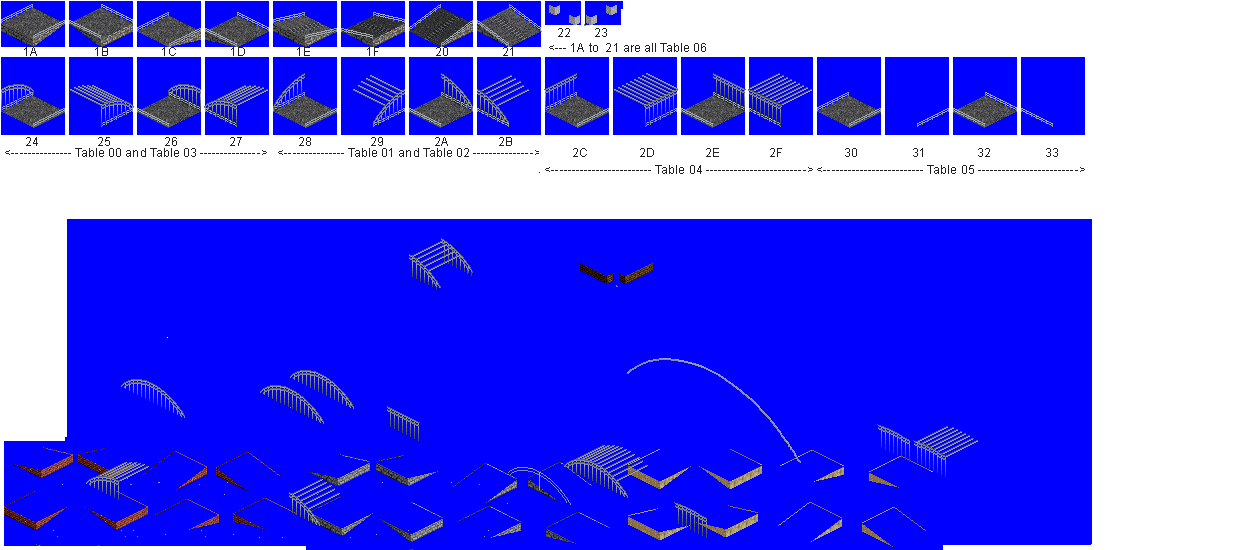 22 23
1A 1B 1C 1D 1E 1F 20 21 <--- 1A to 21 are all Table 06
24 25 26 27 28 29 2A 2B
<--------------- Table 00 and Table 03 ---------------> <--------------- Table 01 and Table 02 --------------->
2C 2D 2E 2F 30 31 32 33
. <------------------------- Table 04 -------------------------> <------------------------- Table 05 ------------------------->